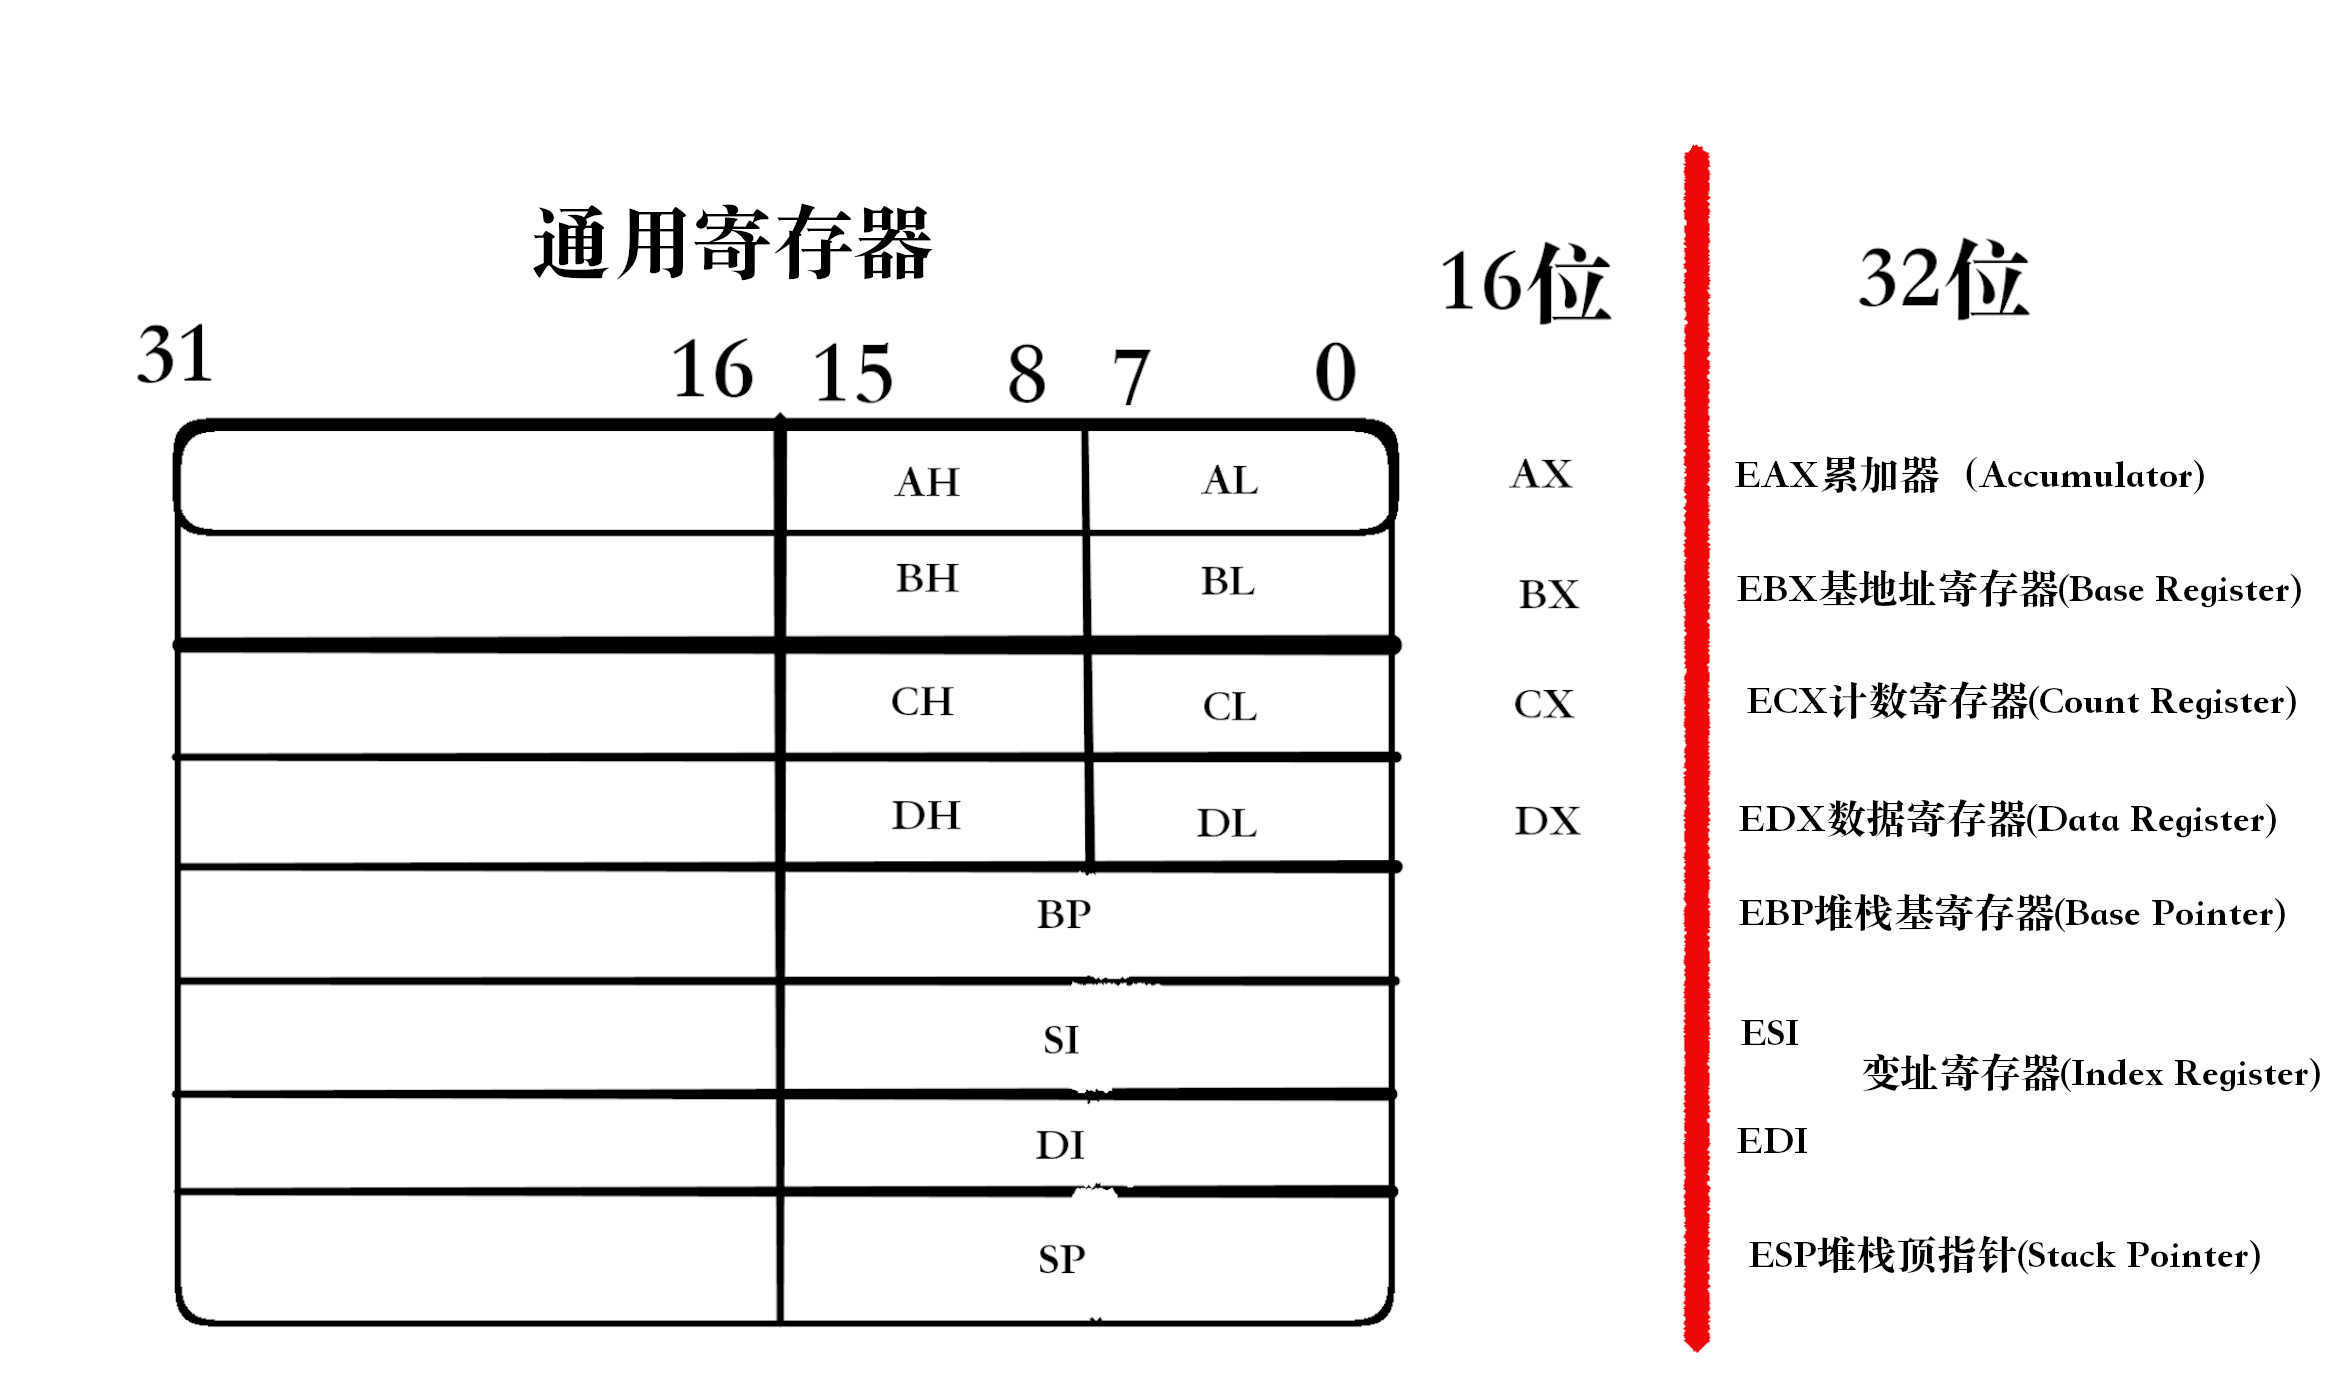 通用寄存器
16位
32位
31 16 15 8 7 0
AH AL AX EAX累加器（Accumulator)
BH BL BX EBX基地址寄存器(Base Register)
CH CL CX ECX计数寄存器(Count Register)
DH DL DX EDX数据寄存器(Data Register)
BP EBP堆栈基寄存器(Base Pointer)
SI ESI
变址寄存器(Index Register)
DI EDI
SP ESP堆栈顶指针(Stack Pointer)